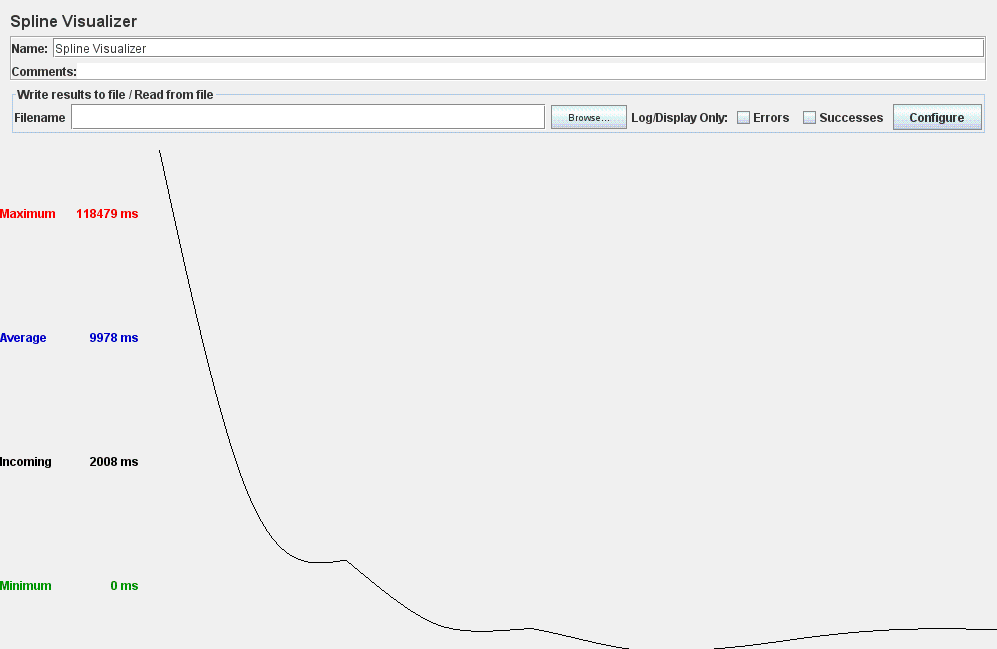 Spline Visualizer
Name: Spline Visualizer
Comments:
Write results to file / Read from file
Filename Browse... Log/Display Only: Errors Successes Configure
Maximum 118479 ms
Average 9978 ms
Incoming 2008 ms
Minimum 0 ms